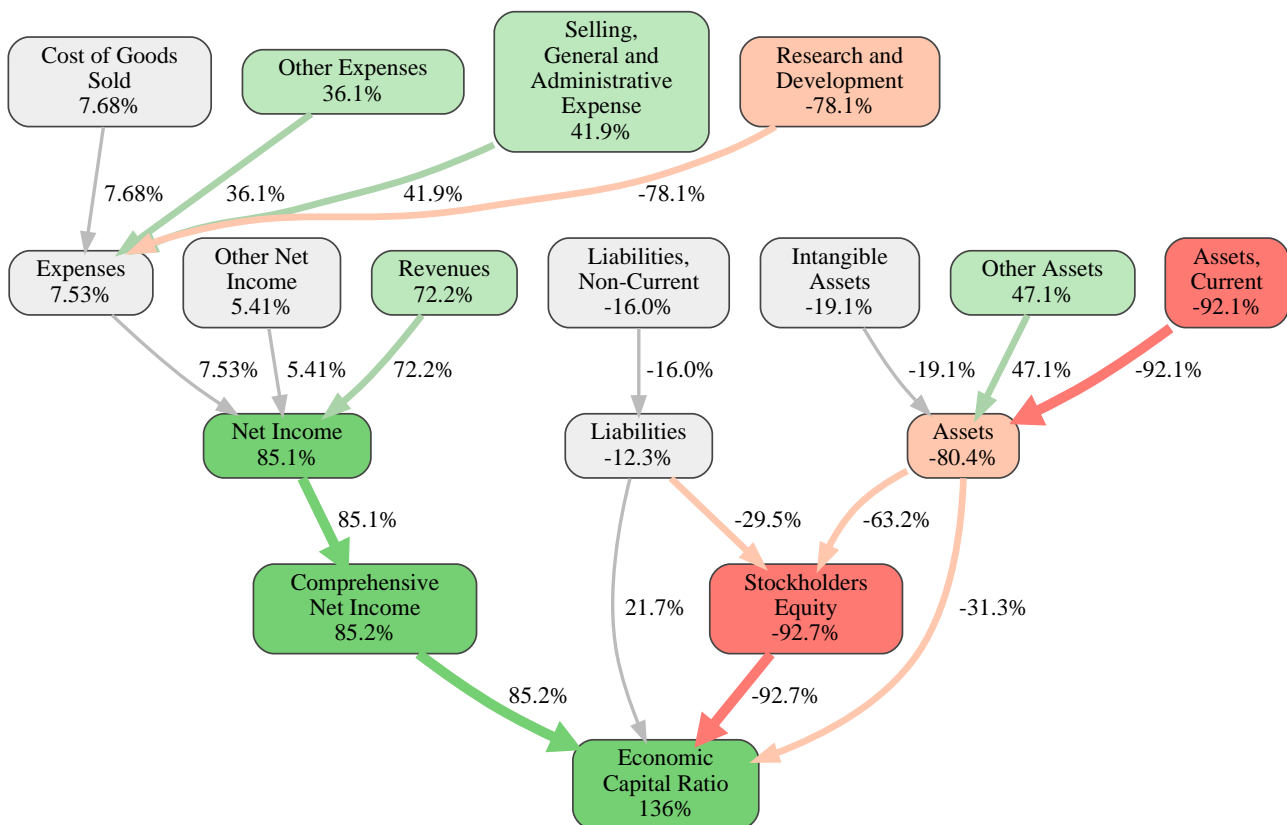 Cost of Goods
Sold
7.68%
Other Expenses
36.1%
Selling,
General and
Administrative
Expense
41.9%
Research and
Development
-78.1%
7.68%
36.1%
41.9%
-78.1%
Expenses
7.53%
Other Net
Income
5.41%
Revenues
72.2%
Liabilities,
Non-Current
-16.0%
Intangible
Assets
-19.1%
Other Assets
47.1%
Assets,
Current
-92.1%
7.53%
5.41%
72.2%
-16.0%
-19.1%
47.1%
-92.1%
Net Income
85.1%
Liabilities
-12.3%
Assets
-80.4%
85.1%
-29.5%
-63.2%
Comprehensive
Net Income
85.2%
21.7%
Stockholders
Equity
-92.7%
-31.3%
85.2%
-92.7%
Economic
Capital Ratio
136%